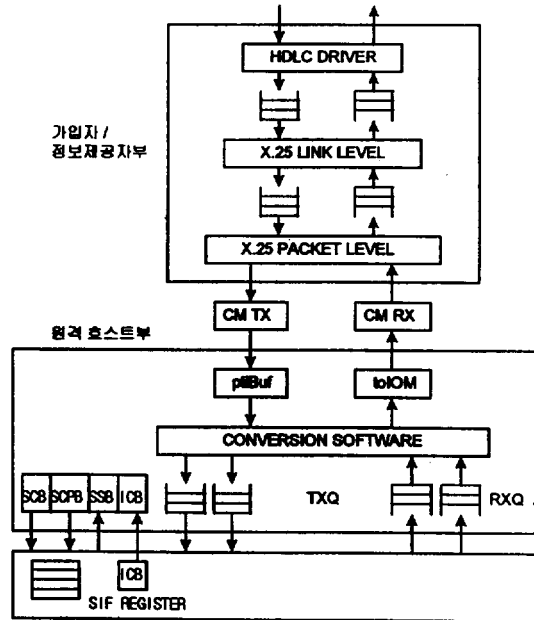 HDLC DRIVER
가입자 /
정보제공자부
X.25 LINK LEVEL
X.25 PACKET LEVEL
CM TX
CM RX
원격 호스트부
ptiBuf
toIOM
CONVERSION SOFTWARE
SCB
SCPB
SSB
ICB
TXQ
RXQ
ICB
SIF REGISTER